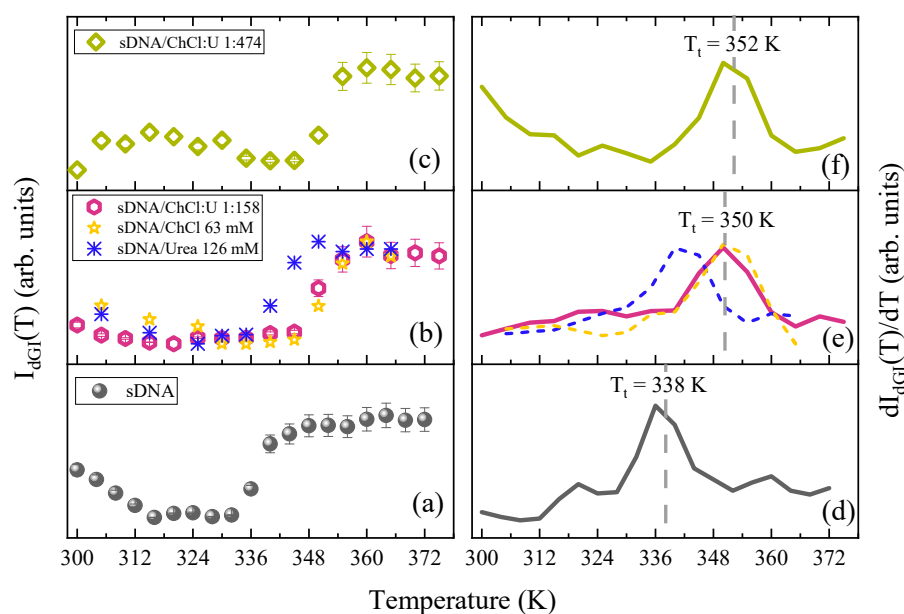 sDNA/ChCl:U 1:474
(c)
T_t = 352 K
(f)
sDNA/ChCl:U 1:158
sDNA/ChCl 63 mM
sDNA/Urea 126 mM
(b)
T_t = 350 K
(e)
sDNA
(a)
T_t = 338 K
(d)
I_dGI(T) (arb. units)
dI_dGI(T)/dT (arb. units)
300 312 324 336 348 360 372
300 312 324 336 348 360 372
Temperature (K)